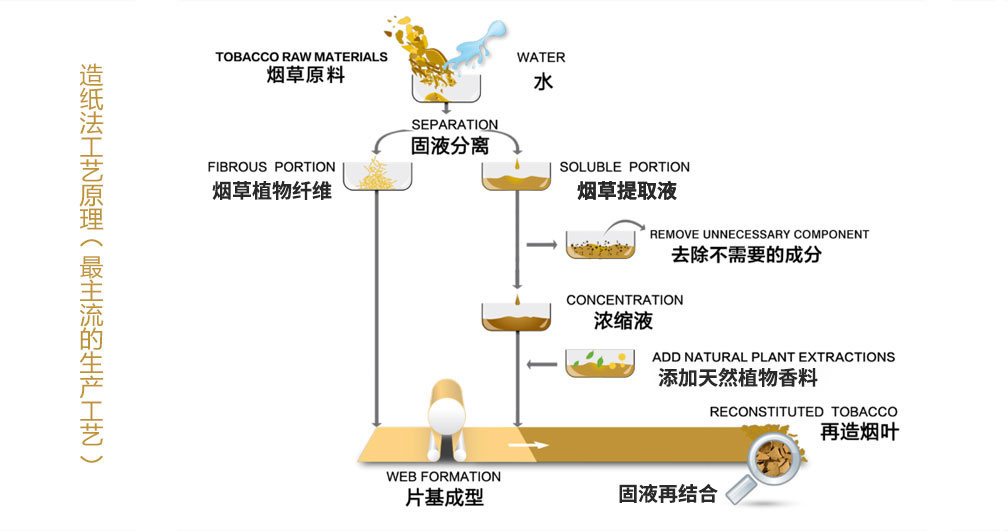 造纸法工艺原理（最主流的生产工艺）
TOBACCO RAW MATERIALS
烟草原料
WATER
水
SEPARATION
固液分离
FIBROUS PORTION
烟草植物纤维
SOLUBLE PORTION
烟草提取液
REMOVE UNNECESSARY COMPONENT
去除不需要的成分
CONCENTRATION
浓缩液
ADD NATURAL PLANT EXTRACTIONS
添加天然植物香料
RECONSTITUTED TOBACCO
再造烟叶
WEB FORMATION
片基成型
固液再结合